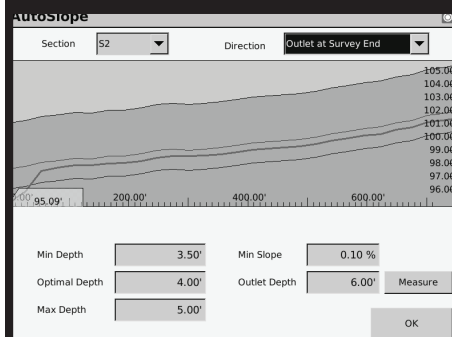 AutoSlope
Section S2 Direction Outlet at Survey End
105.0
104.0
103.0
102.0
101.0
100.0
99.0
98.0
97.0
96.0
95.09' 200.00' 400.00' 600.00'
Min Depth 3.50' Min Slope 0.10 %
Optimal Depth 4.00' Outlet Depth 6.00' Measure
Max Depth 5.00'
OK